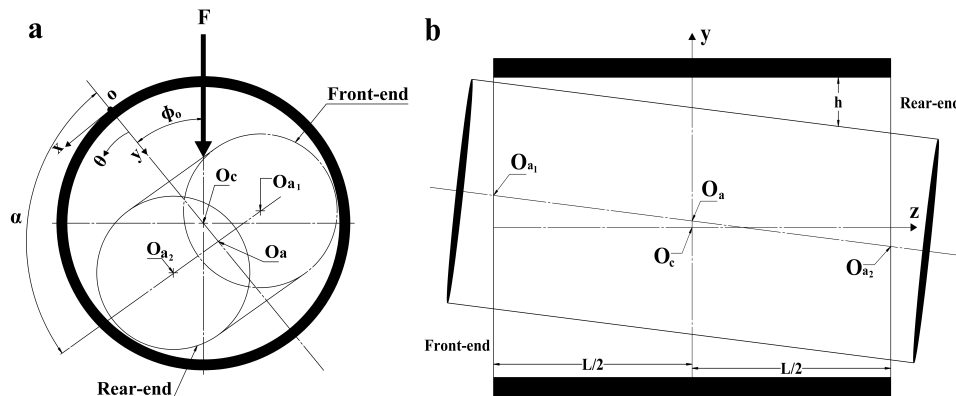 a
F
Front-end
o
ϕo
x
θ
y
Oc
Oa1
α
Oa2
Oa
Rear-end
b
y
h
Rear-end
Oa1
Oa
z
Oc
Oa2
Front-end
L/2
L/2